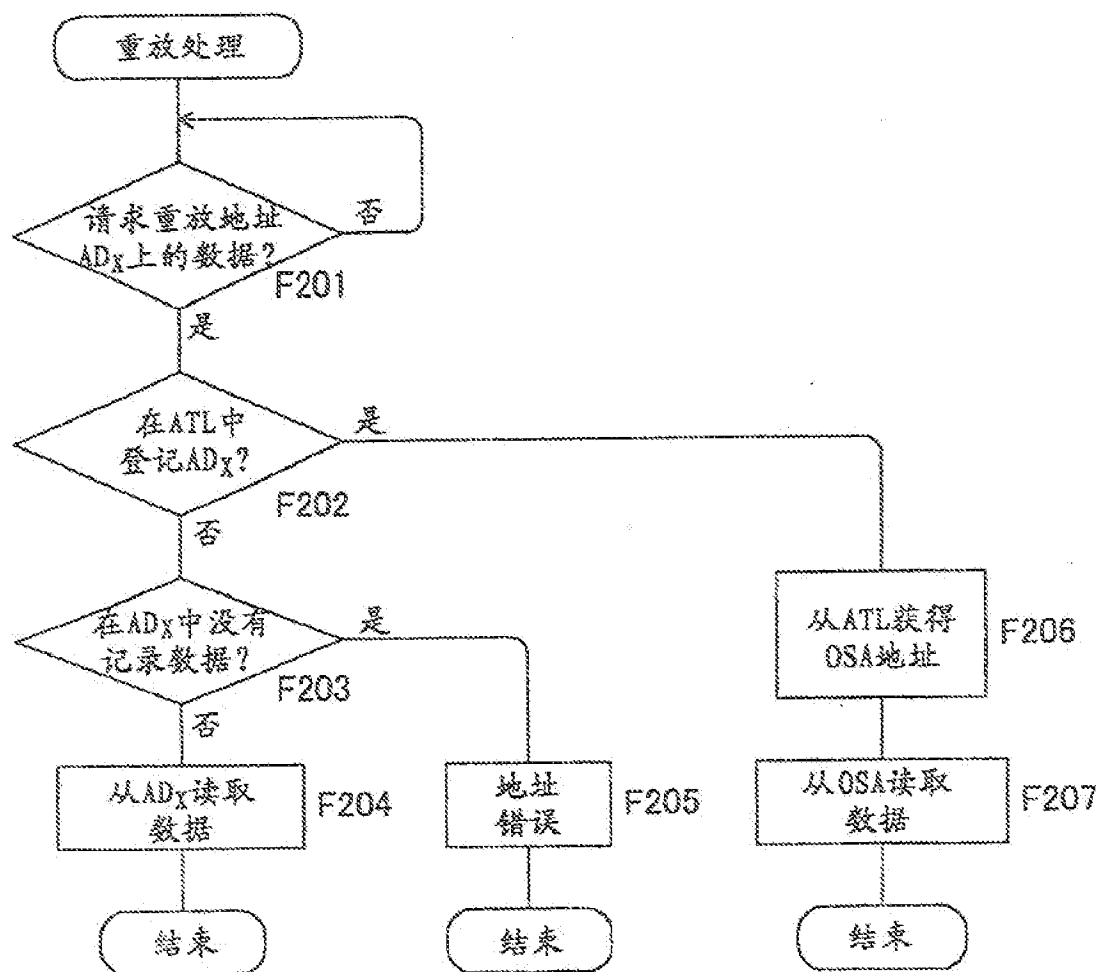 重放处理
请求重放地址
ADX上的数据?
否
F201
是
在ATL中
登记ADX?
是
F202
否
在ADX中没有
记录数据?
是
F203
否
从ATL获得
OSA地址
F206
从ADX读取
数据
F204
地址
错误
F205
从OSA读取
数据
F207
结束
结束
结束